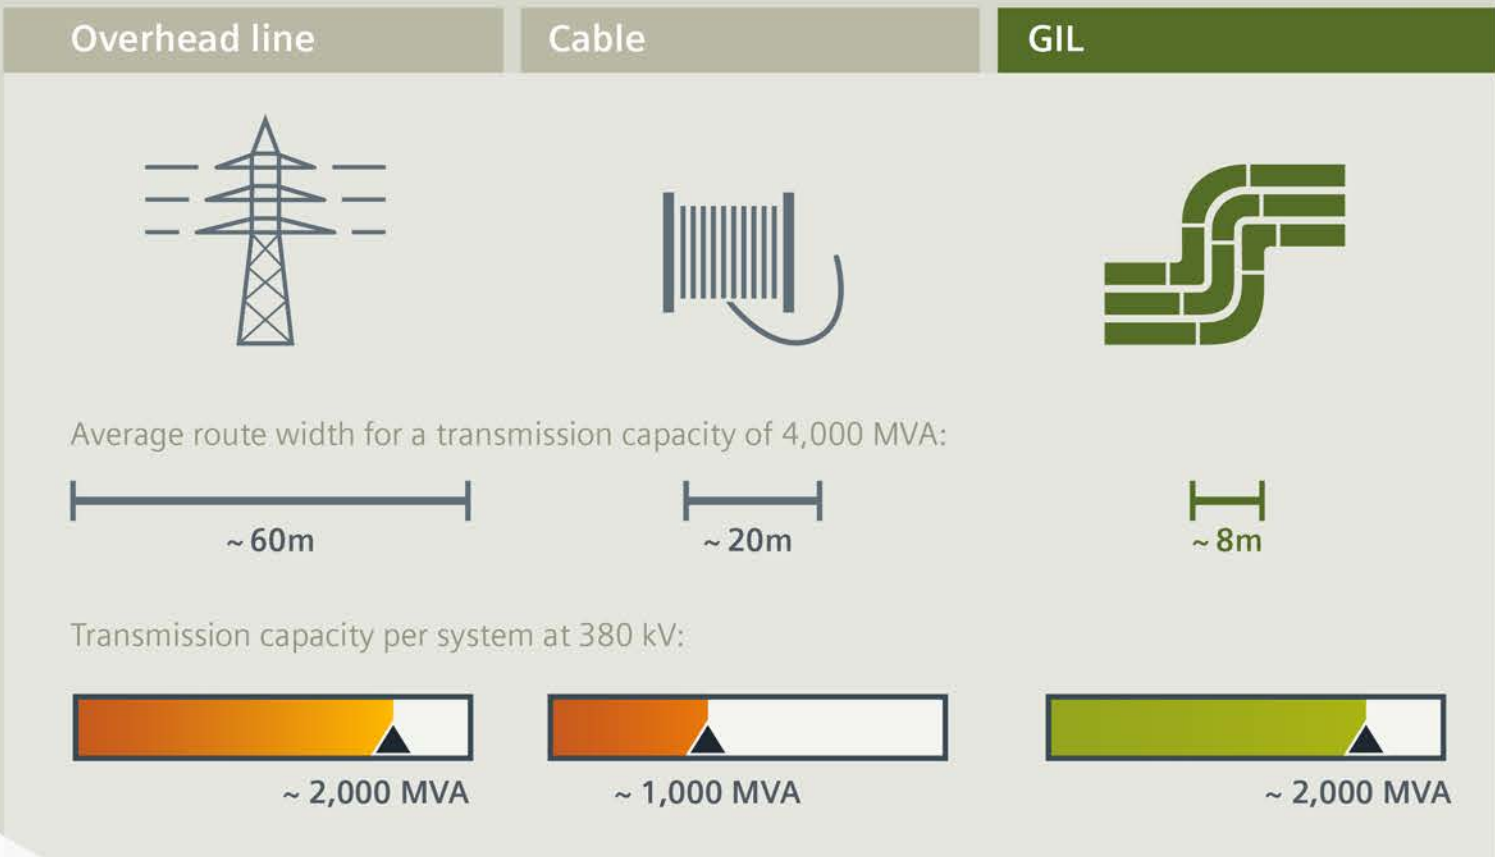 Overhead line
Cable
GIL
Average route width for a transmission capacity of 4,000 MVA:
~ 60m
~ 20m
~ 8m
Transmission capacity per system at 380 kV:
~ 2,000 MVA
~ 1,000 MVA
~ 2,000 MVA